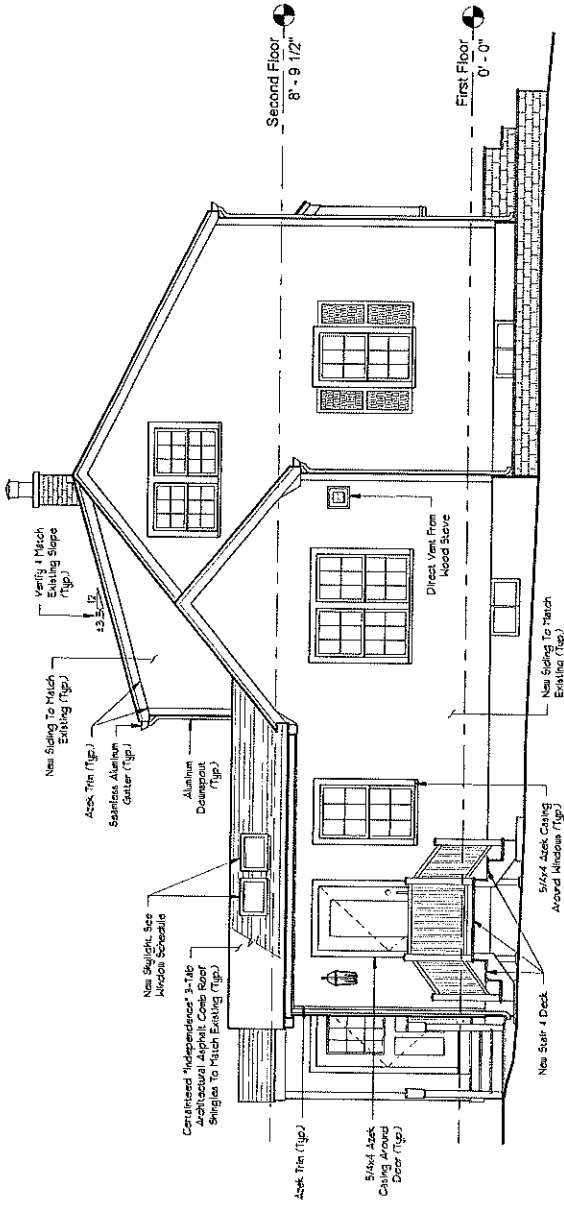 Second Floor
8' - 9 1/2"
First Floor
0' - 0"
Verify & Match
Existing Slope
(Typ.)
12
±3.5
New Siding To Match
Existing (Typ.)
Azek Trim (Typ.)
Seamless Aluminum
Gutter (Typ.)
Aluminum
Downspout
(Typ.)
New Skylight, See
Window Schedule
Certainteed "Independence" 3-Tab
Architectural Asphalt Comb Roof
Shingles To Match Existing (Typ.)
Azek Trim (Typ.)
5/4x4 Azek
Casing Around
Door (Typ.)
Direct Vent From
Wood Stove
New Siding To Match
Existing (Typ.)
5/4x4 Azek Casing
Around Windows (Typ.)
New Stair & Deck